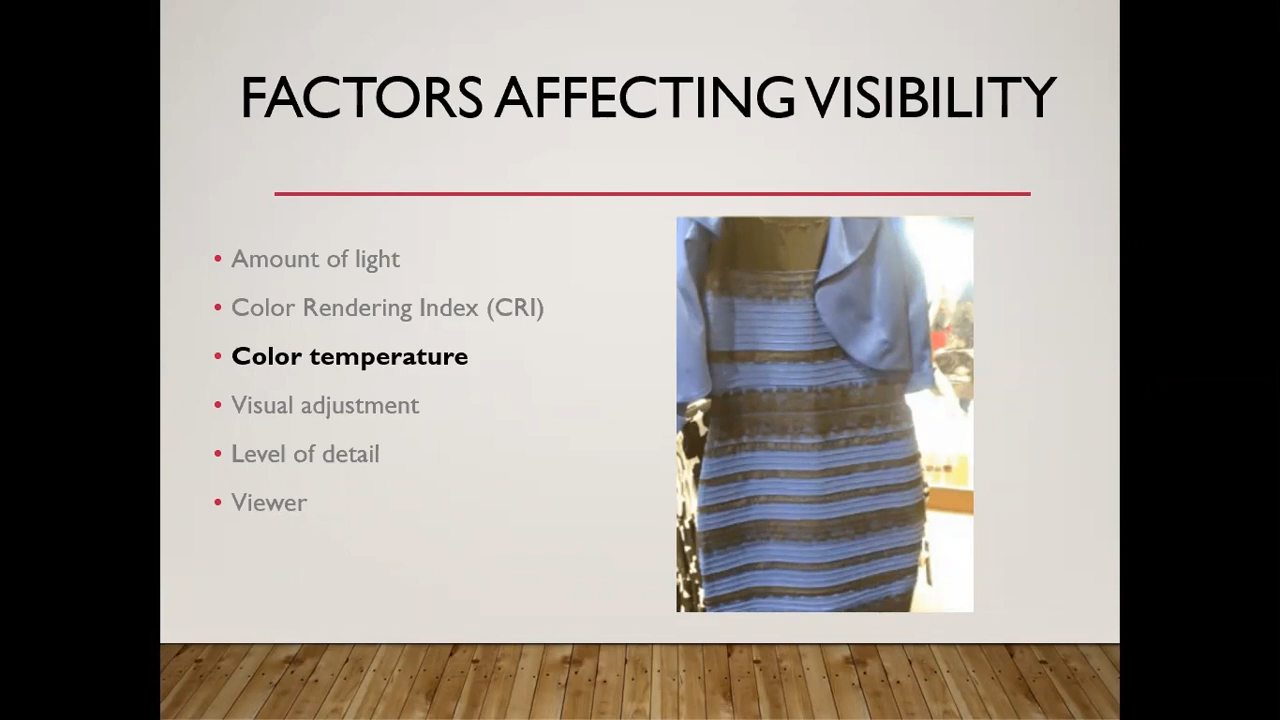 FACTORS AFFECTING VISIBILITY
• Amount of light
• Color Rendering Index (CRI)
• Color temperature
• Visual adjustment
• Level of detail
• Viewer